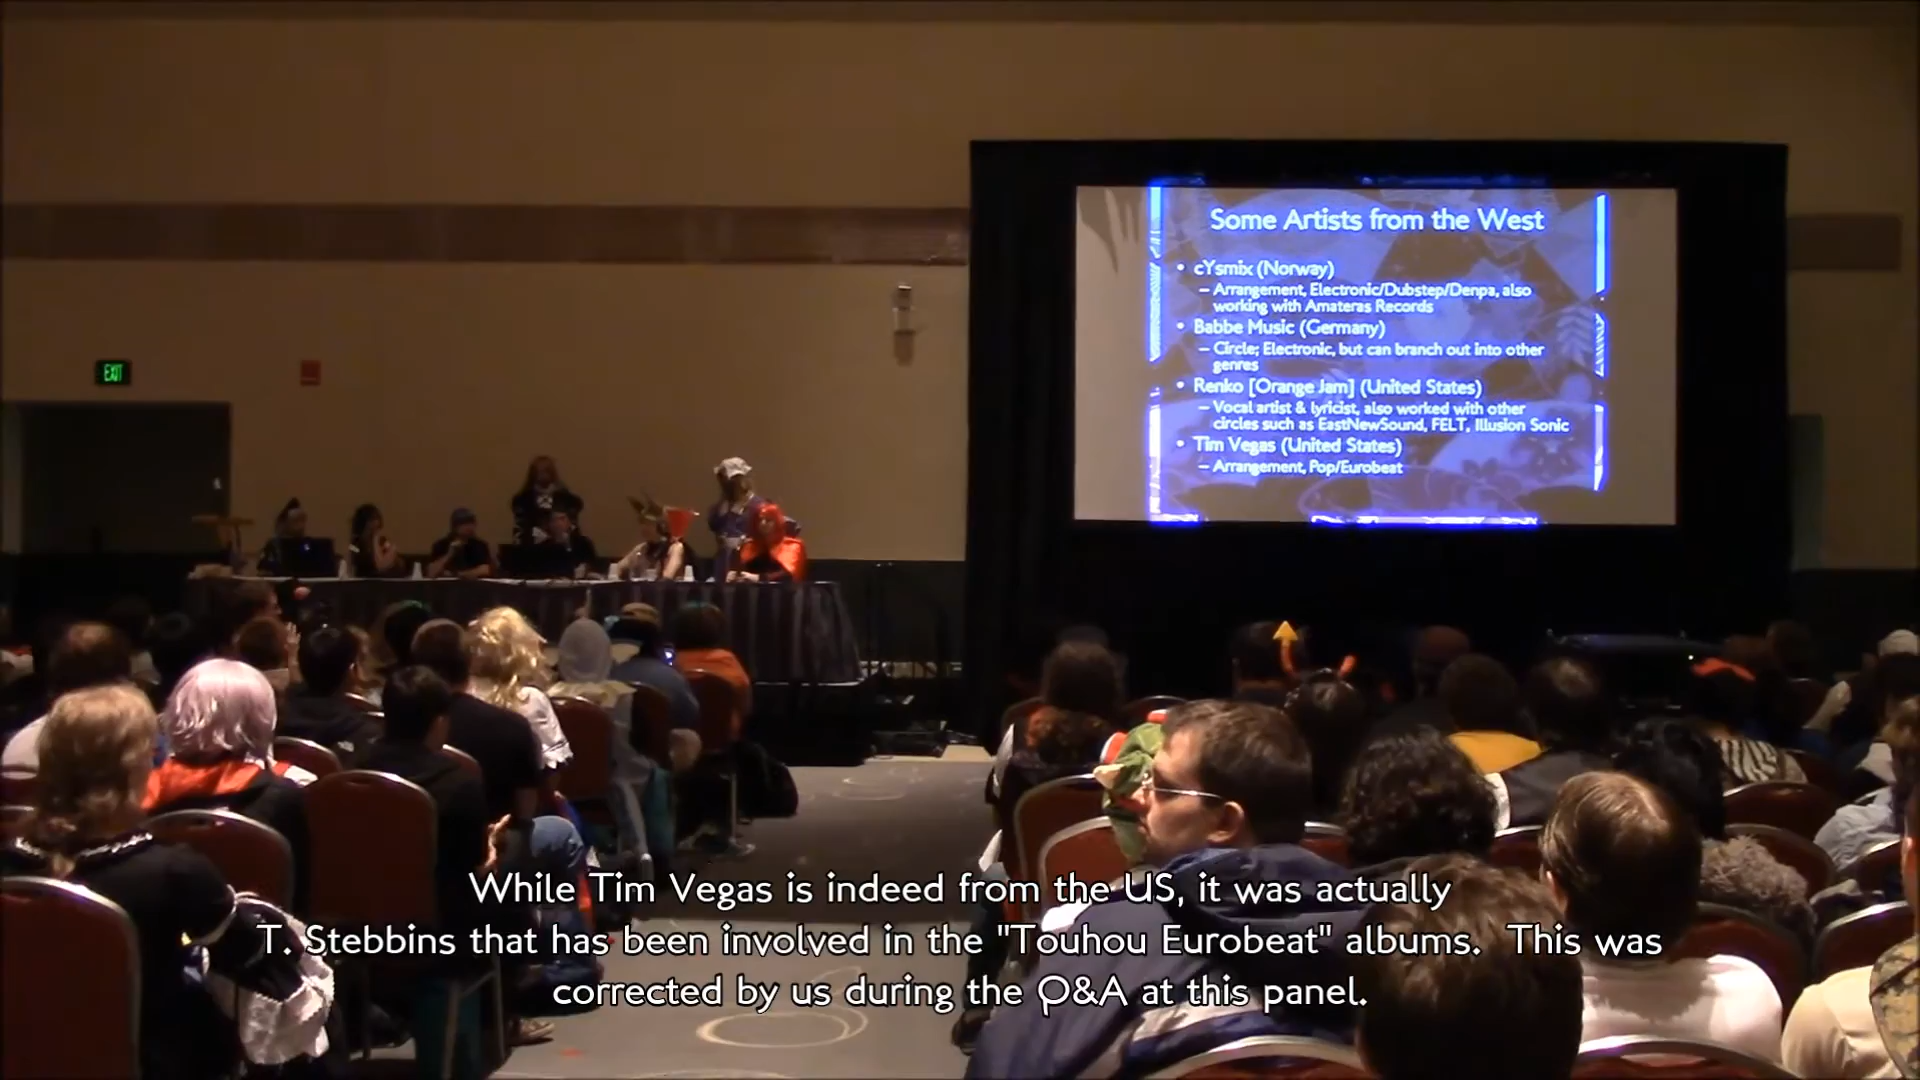 EXIT
Some Artists from the West
• cYsmix (Norway)
– Arrangement, Electronic/Dubstep/Denpa, also
working with Amateras Records
• Babbe Music (Germany)
– Circle; Electronic, but can branch out into other
genres
• Renko [Orange Jam] (United States)
– Vocal artist & lyricist, also worked with other
circles such as EastNewSound, FELT, Illusion Sonic
• Tim Vegas (United States)
– Arrangement, Pop/Eurobeat
While Tim Vegas is indeed from the US, it was actually
T. Stebbins that has been involved in the "Touhou Eurobeat" albums.  This was
corrected by us during the Q&A at this panel.